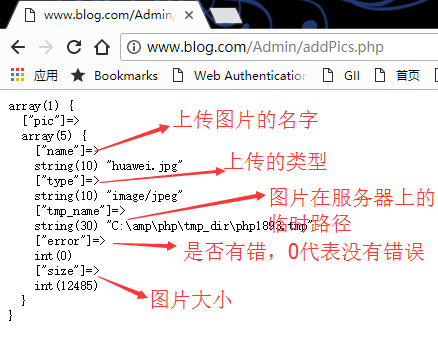 www.blog.com/Admin/a
www.blog.com/Admin/addPics.php
应用 Bookmarks Web Authentication GII 首页
array(1) {
["pic"]=>
array(5) {
["name"]=>
上传图片的名字
string(10) "huawei.jpg"
["type"]=>
上传的类型
string(10) "image/jpeg"
["tmp_name"]=>
图片在服务器上的
临时路径
string(30) "C:\amp\php\tmp_dir\php1893.tmp"
["error"]=>
是否有错，0代表没有错误
int(0)
["size"]=>
图片大小
int(12485)
}
}